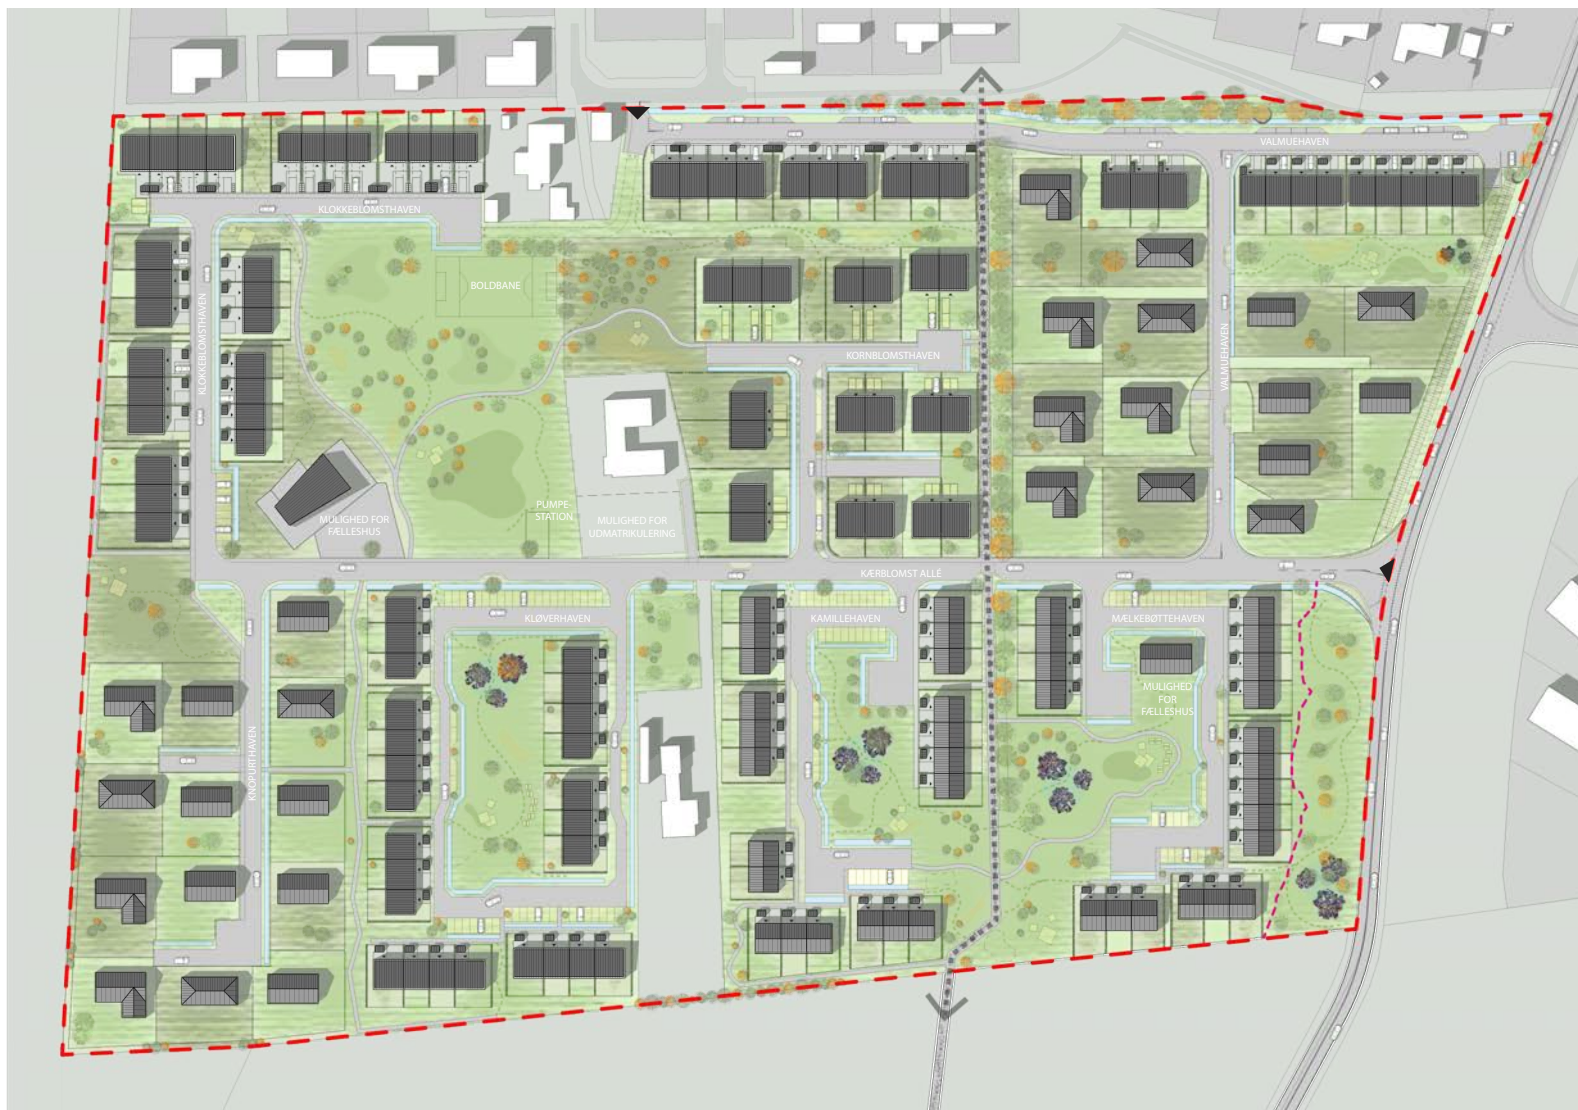 VALMUEHAVEN
KLOKKEBLOMSTHAVEN
BOLDBANE
KLOKKEBLOMSTHAVEN
KORNBLOMSTHAVEN
VALMUEHAVEN
PUMPE-
STATION
MULIGHED FOR
FÆLLESHUS
MULIGHED FOR
UDMATRIKULERING
KÆRBLOMST ALLÉ
KLØVERHAVEN
KAMILLEHAVEN
MÆLKEBØTTEHAVEN
MULIGHED
FOR
FÆLLESHUS
KNOPURTHAVEN